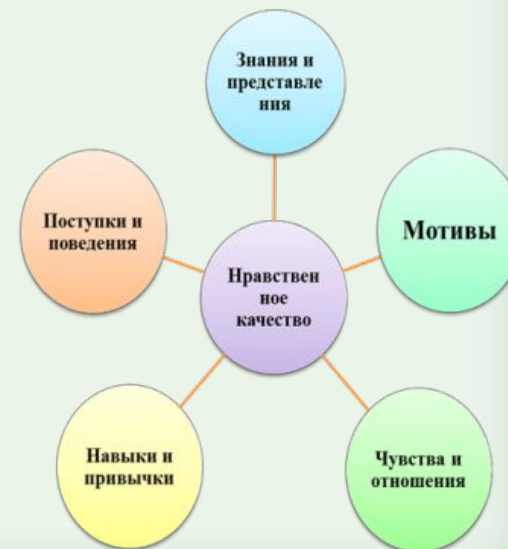 Знания и
представле
ния
Мотивы
Поступки и
поведения
Нравствен
ное
качество
Навыки и
привычки
Чувства и
отношения